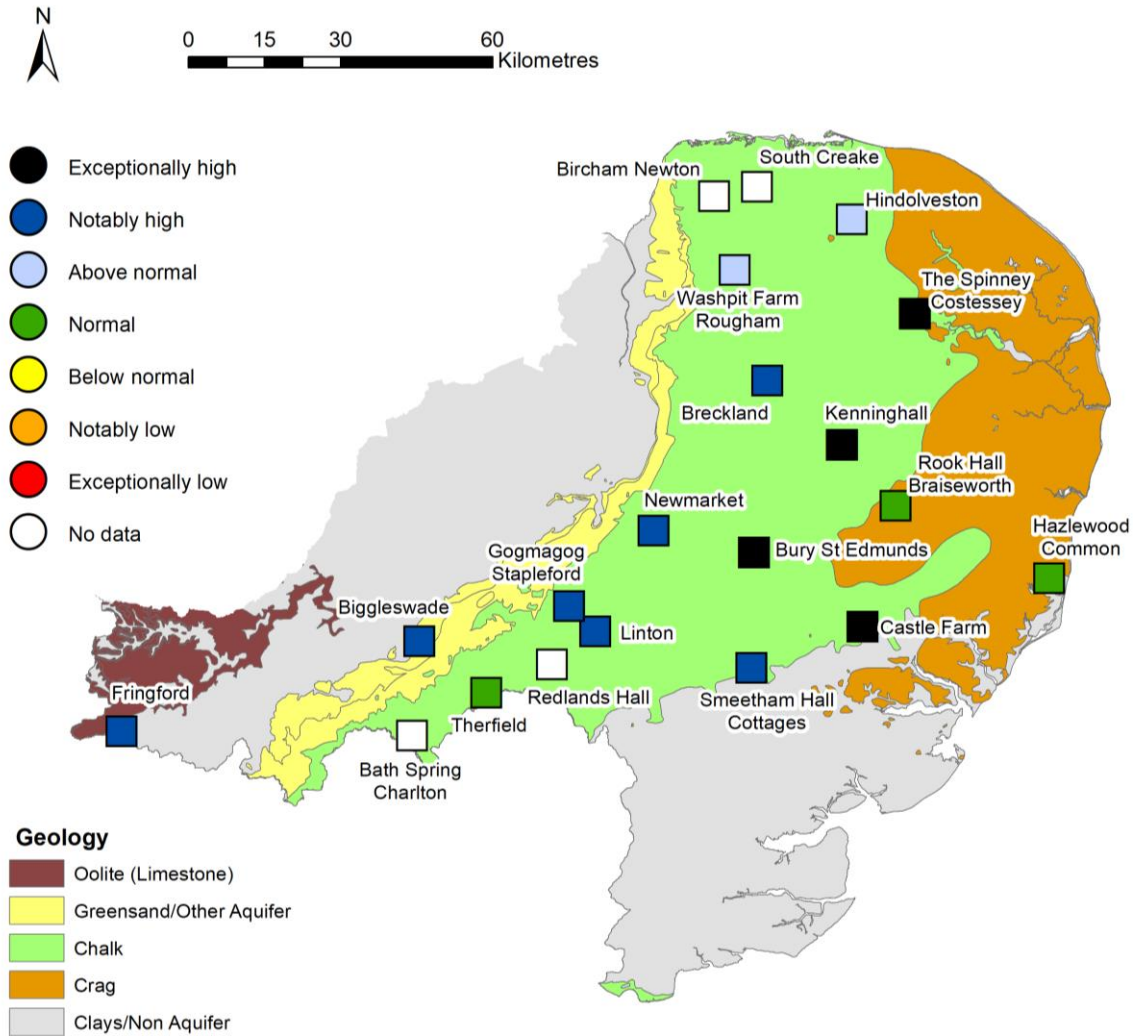 N
0 15 30 60
Kilometres
Exceptionally high
Notably high
Above normal
Normal
Below normal
Notably low
Exceptionally low
No data
Bircham Newton
South Creake
Hindolveston
Washpit Farm
Rougham
The Spinney
Costessey
Breckland
Kenninghall
Rook Hall
Braiseworth
Newmarket
Hazlewood
Common
Gogmagog
Stapleford
Bury St Edmunds
Biggleswade
Linton
Castle Farm
Fringford
Redlands Hall
Smeetham Hall
Cottages
Therfield
Bath Spring
Charlton
Geology
Oolite (Limestone)
Greensand/Other Aquifer
Chalk
Crag
Clays/Non Aquifer